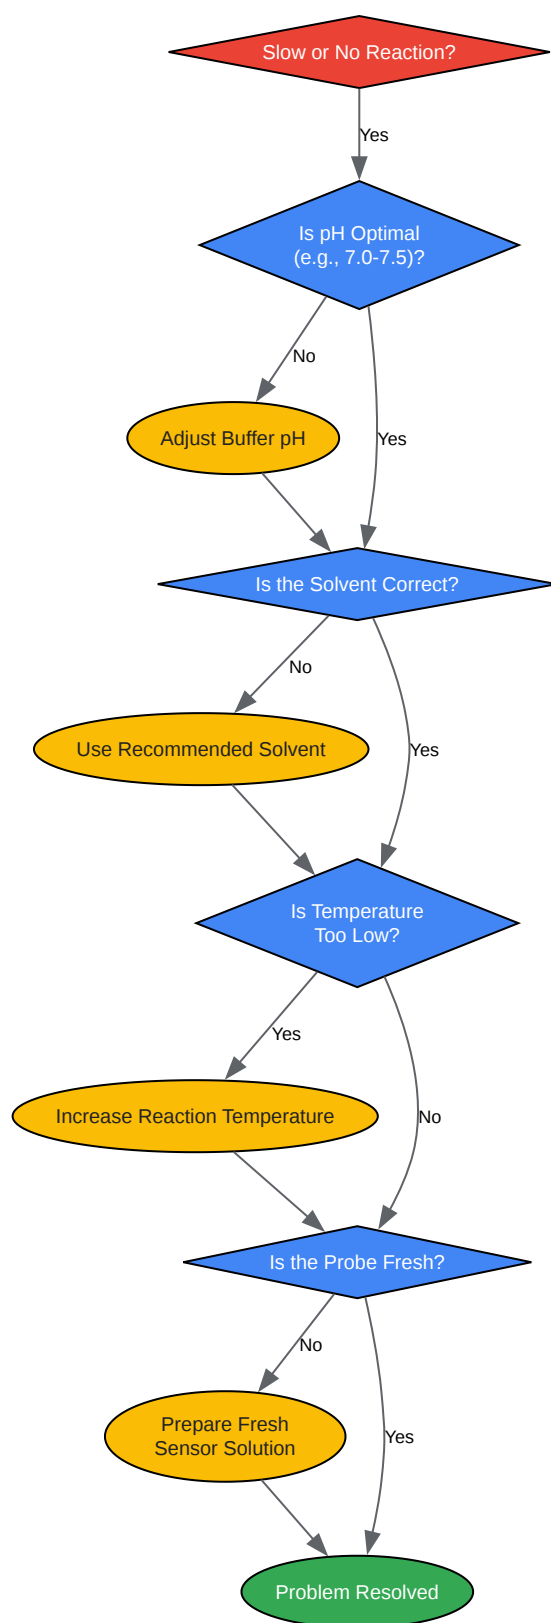 Slow or No Reaction?
Yes
Is pH Optimal
(e.g., 7.0-7.5)?
No
Adjust Buffer pH
Yes
Is the Solvent Correct?
No
Use Recommended Solvent
Yes
Is Temperature
Too Low?
Yes
Increase Reaction Temperature
No
Is the Probe Fresh?
No
Prepare Fresh
Sensor Solution
Yes
Problem Resolved